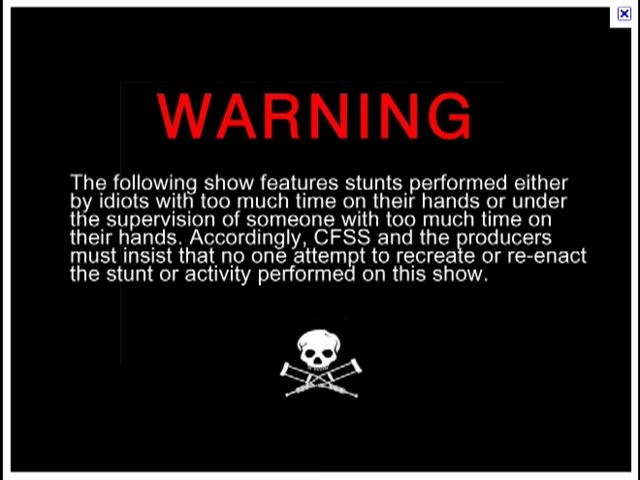 WARNING
The following show features stunts performed either
by idiots with too much time on their hands or under
the supervision of someone with too much time on
their hands. Accordingly, CFSS and the producers
must insist that no one attempt to recreate or re-enact
the stunt or activity performed on this show.